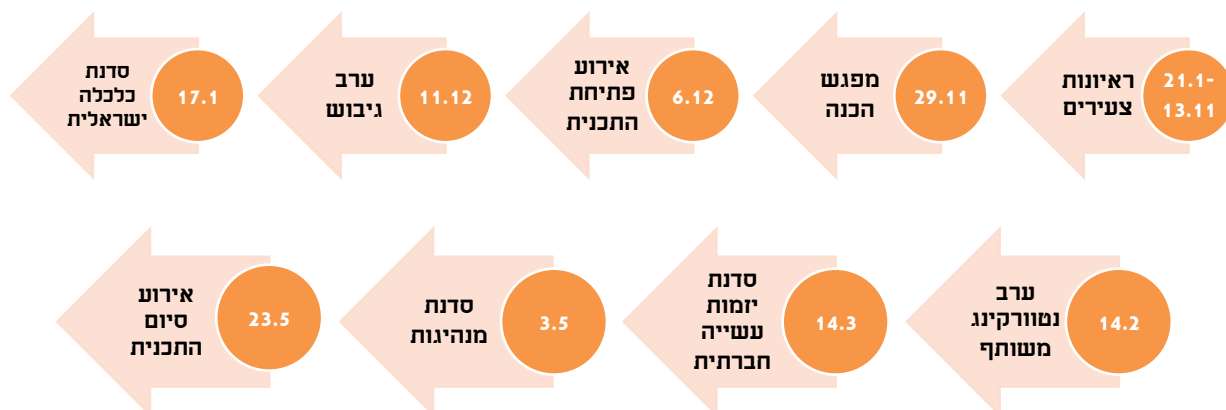 21.1-
13.11
ראיונות
צעירים
29.11
מפגש
הכנה
6.12
אירוע
פתיחת
התכנית
11.12
ערב
גיבוש
17.1
סדנת
כלכלה
ישראלית
14.2
ערב
נטוורקינג
משותף
14.3
סדנת
יזמות
עשייה
חברתית
3.5
סדנת
מנהיגות
23.5
אירוע
סיום
התכנית